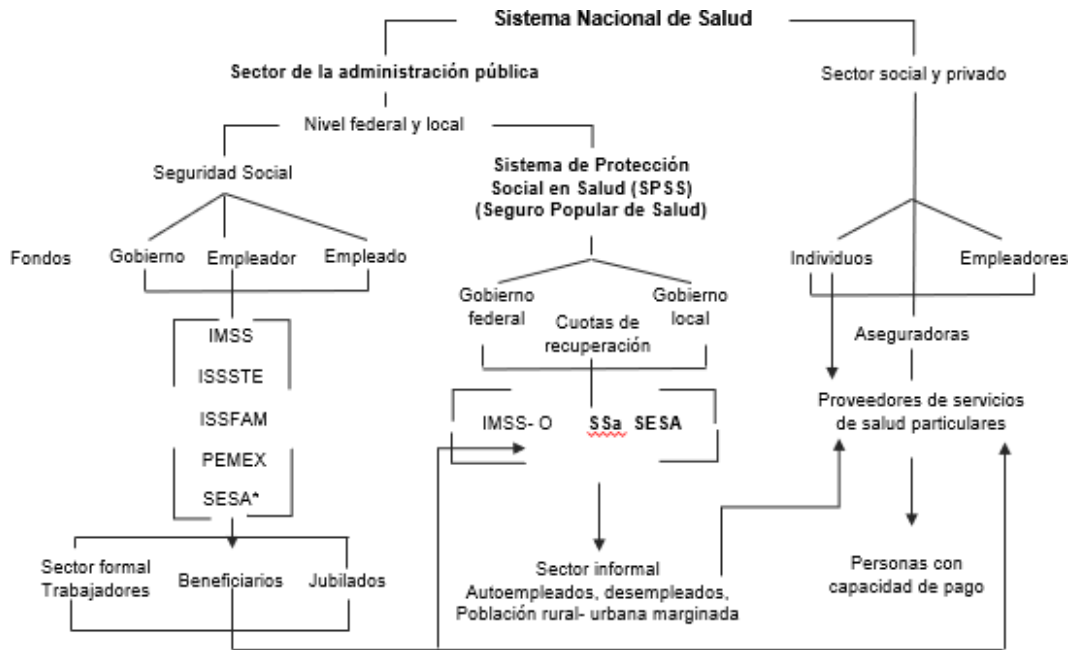 Sistema Nacional de Salud
Sector de la administración pública
Sector social y privado
Nivel federal y local
Seguridad Social
Sistema de Protección
Social en Salud (SPSS)
(Seguro Popular de Salud)
Fondos
Gobierno
Empleador
Empleado
Individuos
Empleadores
Gobierno
federal
Cuotas de
recuperación
Gobierno
local
IMSS
ISSSTE
ISSFAM
PEMEX
SESA*
IMSS- O
SSa SESA
Aseguradoras
Proveedores de servicios
de salud particulares
Sector formal
Trabajadores
Beneficiarios
Jubilados
Sector informal
Autoempleados, desempleados,
Población rural- urbana marginada
Personas con
capacidad de pago